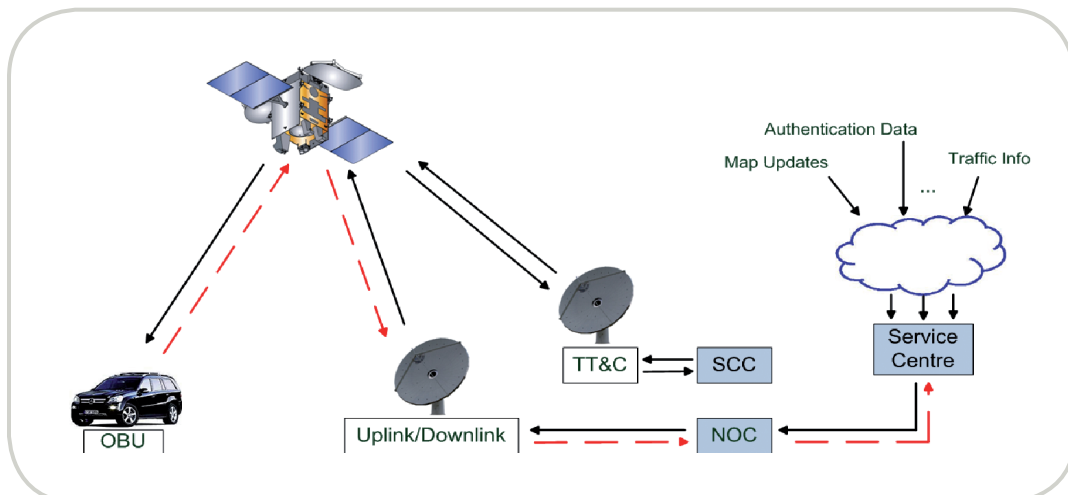 Authentication Data
Map Updates
Traffic Info
...
Service
Centre
TT&C
SCC
OBU
Uplink/Downlink
NOC